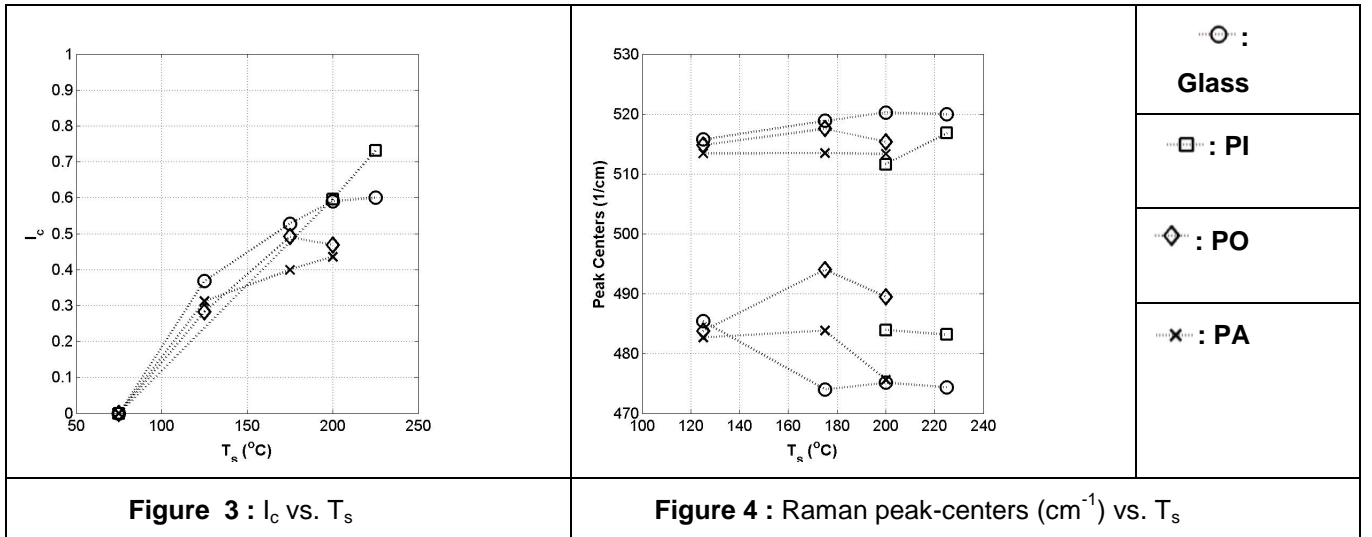 1
0.9
0.8
0.7
0.6
0.5
0.4
0.3
0.2
0.1
0
I_c
50 100 150 200 250
T_s (°C)
530
520
510
500
490
480
470
Peak Centers (1/cm)
100 120 140 160 180 200 220 240
T_s (°C)
:
Glass
: PI
: PO
: PA
Figure 3 : I_c vs. T_s
Figure 4 : Raman peak-centers (cm⁻¹) vs. T_s